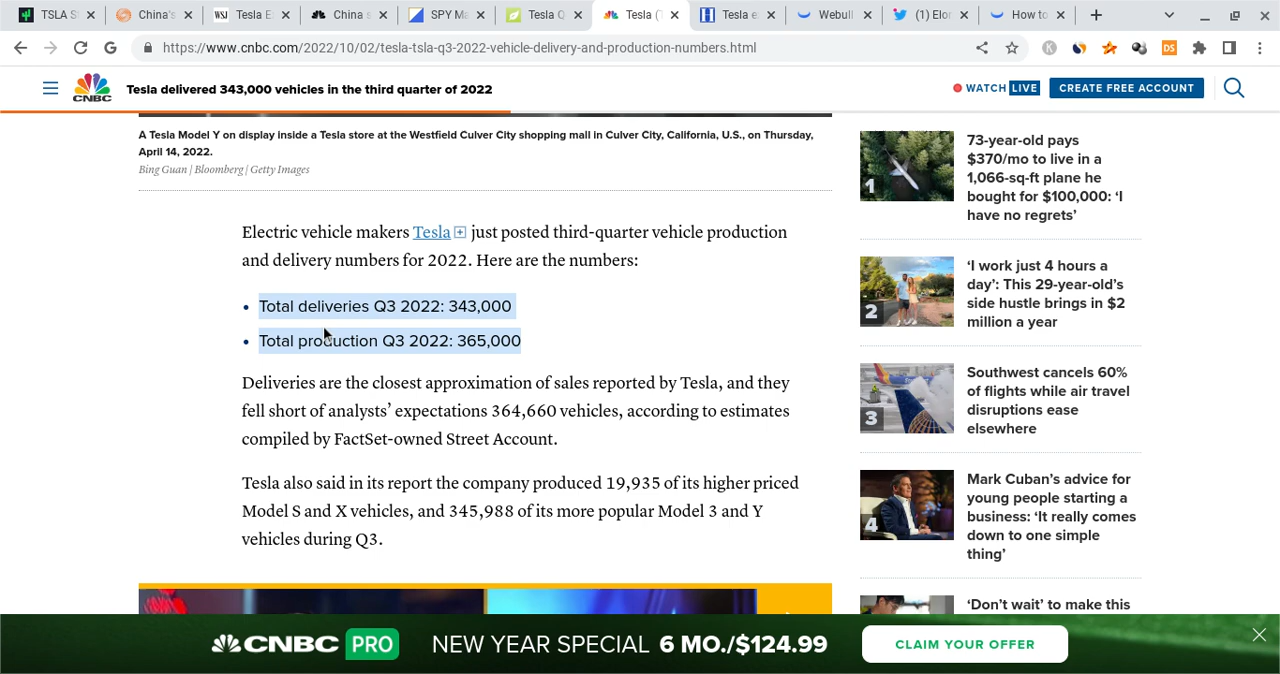 TSLA S
China's
WSJ
Tesla E
China s
SPY Ma
Tesla Q
Tesla (T
Tesla e
Webull
(1) Elon
How to
https://www.cnbc.com/2022/10/02/tesla-tsla-q3-2022-vehicle-delivery-and-production-numbers.html
K
DS
CNBC
Tesla delivered 343,000 vehicles in the third quarter of 2022
WATCH LIVE
CREATE FREE ACCOUNT
A Tesla Model Y on display inside a Tesla store at the Westfield Culver City shopping mall in Culver City, California, U.S., on Thursday,
April 14, 2022.
Bing Guan | Bloomberg | Getty Images
Electric vehicle makers Tesla just posted third-quarter vehicle production
and delivery numbers for 2022. Here are the numbers:
• Total deliveries Q3 2022: 343,000
• Total production Q3 2022: 365,000
Deliveries are the closest approximation of sales reported by Tesla, and they
fell short of analysts’ expectations 364,660 vehicles, according to estimates
compiled by FactSet-owned Street Account.
Tesla also said in its report the company produced 19,935 of its higher priced
Model S and X vehicles, and 345,988 of its more popular Model 3 and Y
vehicles during Q3.
1
73-year-old pays
$370/mo to live in a
1,066-sq-ft plane he
bought for $100,000: ‘I
have no regrets’
2
‘I work just 4 hours a
day’: This 29-year-old’s
side hustle brings in $2
million a year
3
Southwest cancels 60%
of flights while air travel
disruptions ease
elsewhere
4
Mark Cuban’s advice for
young people starting a
business: ‘It really comes
down to one simple
thing’
‘Don’t wait’ to make this
CNBC PRO
NEW YEAR SPECIAL 6 MO./$124.99
CLAIM YOUR OFFER